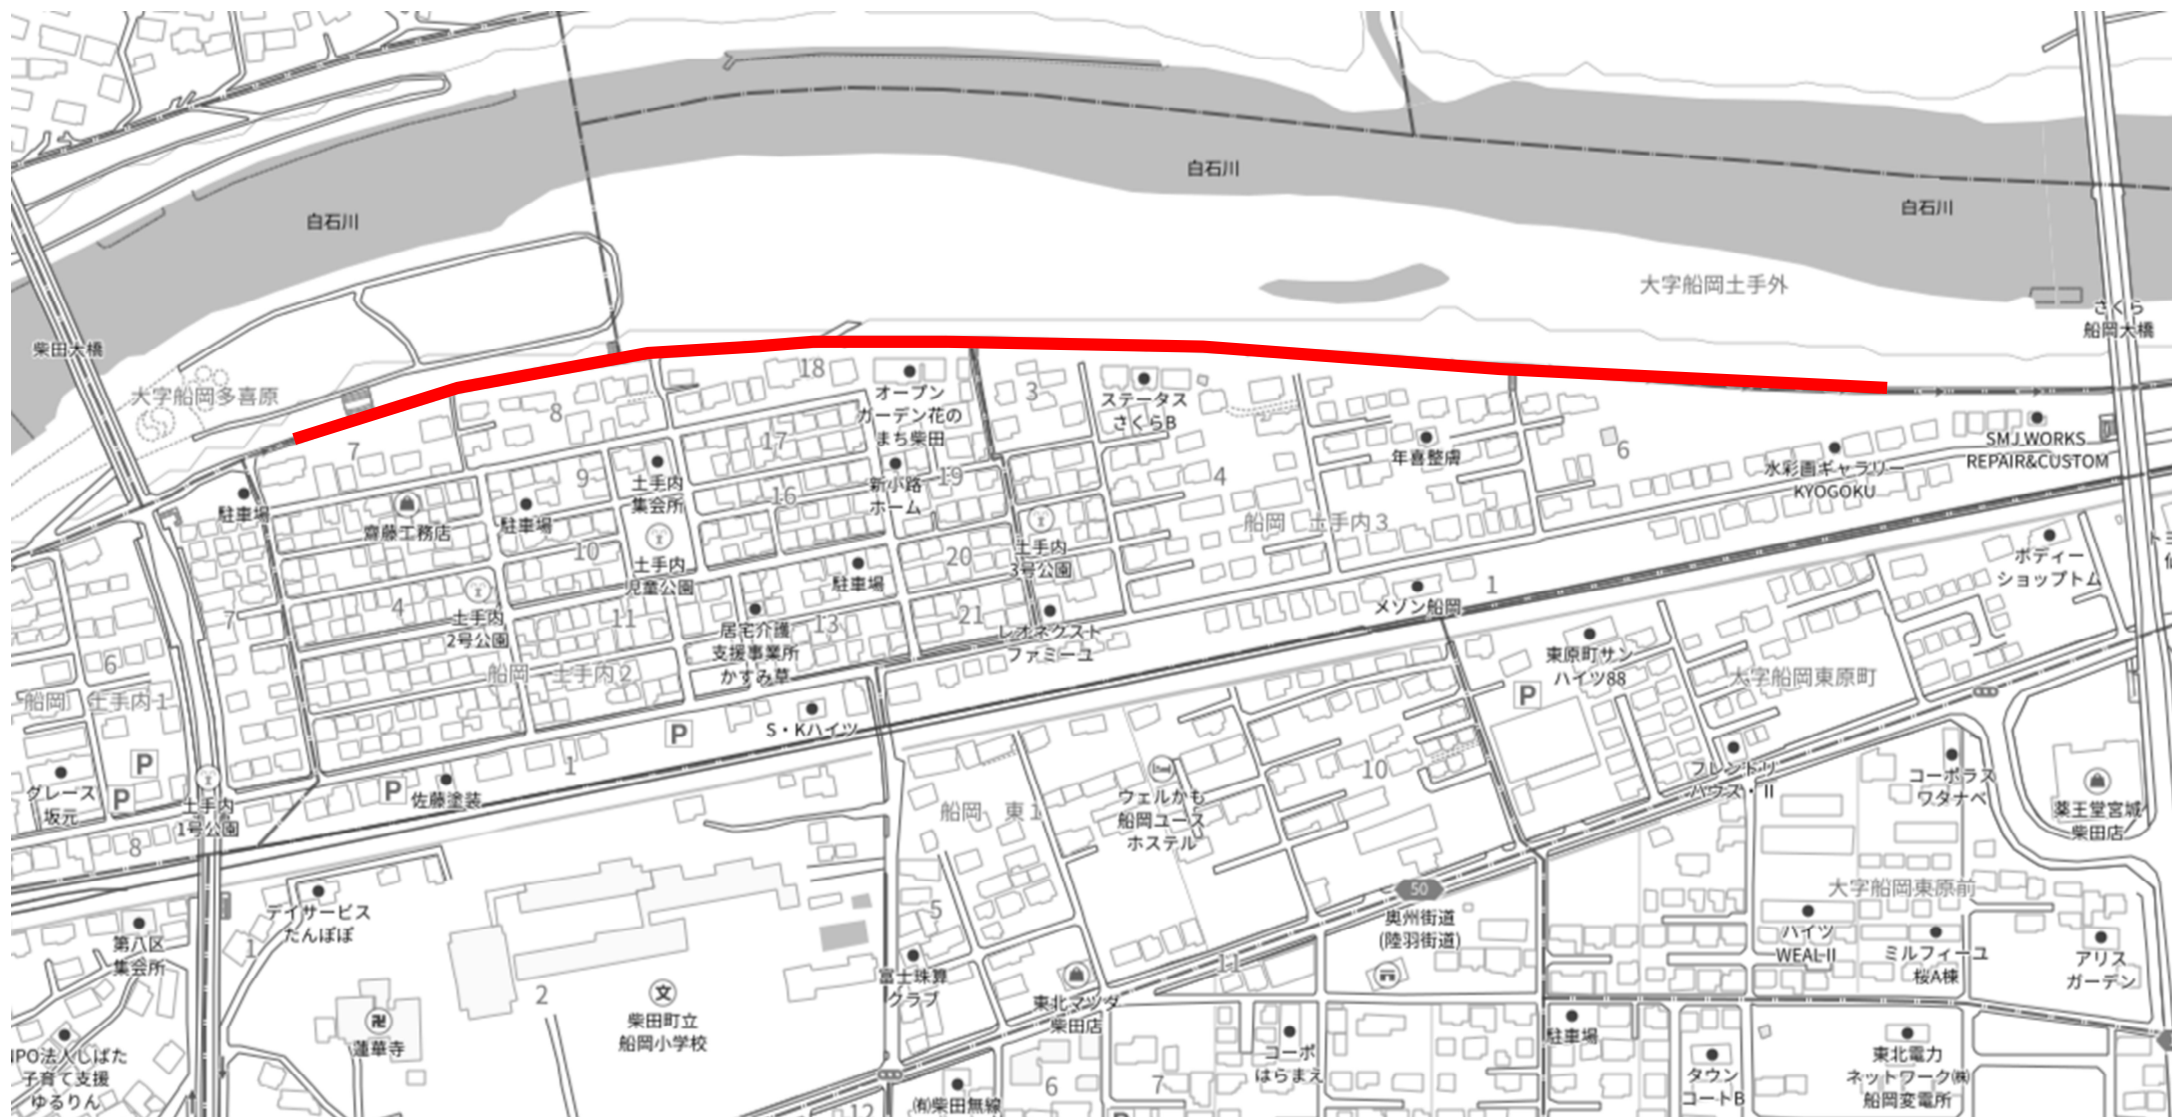 白石川
白石川
白石川
大字船岡土手外
さくら
船岡大橋
柴田大橋
大字船岡多喜原
18
オープン
ガーデン花の
まち柴田
3
ステータス
さくらB
8
7
17
年喜整膚
6
SMJ WORKS
REPAIR&CUSTOM
水彩画ギャラリー
KYOGOKU
駐車場
齋藤工務店
9
駐車場
土手内
集会所
16
新小路
ホーム
19
4
船岡 土手内3
10
土手内
児童公園
駐車場
20
土手内
3号公園
ボディー
ショップトム
4
土手内
2号公園
11
居宅介護
支援事業所
かすみ草
13
21
レオネクスト
ファミーユ
メゾン船岡
1
7
6
船岡 土手内1
船岡 土手内2
東原町サン
ハイツ88
P
大字船岡東原町
S・Kハイツ
P
P
P
グレース
坂元
土手内
1号公園
P
佐藤塗装
1
8
船岡 東1
ウェルかも
船岡ユース
ホステル
10
フレンドリ
ハウス・II
コーポラス
ワタナベ
薬王堂宮城
柴田店
デイサービス
たんぽぽ
第八区
集会所
1
5
50
奥州街道
(陸羽街道)
大字船岡東原前
ハイツ
WEALII
ミルフィーユ
桜A棟
アリス
ガーデン
富士珠算
クラブ
11
東北マツダ
柴田店
2
文
柴田町立
船岡小学校
蓮華寺
NPO法人しばた
子育て支援
ゆるりん
駐車場
コーポ
はらまえ
タウン
コートB
東北電力
ネットワーク㈱
船岡変電所
6
7
12
㈲柴田無線